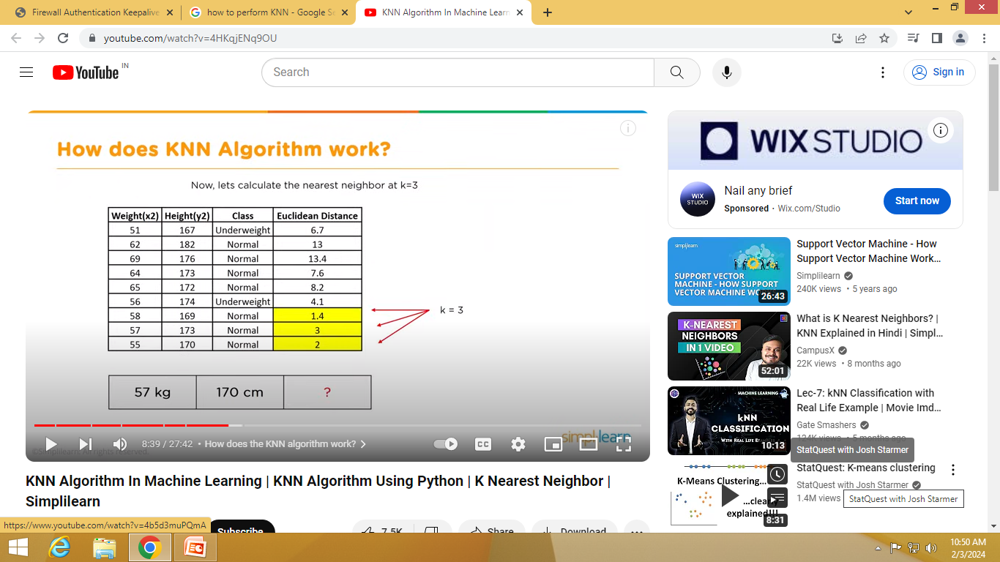 Firewall Authentication Keepalive
how to perform KNN - Google Se
KNN Algorithm In Machine Learn
youtube.com/watch?v=4HKqjENq9OU
YouTube IN
Search
Sign in
How does KNN Algorithm work?
Now, lets calculate the nearest neighbor at k=3
Weight(x2) Height(y2) Class Euclidean Distance
51 167 Underweight 6.7
62 182 Normal 13
69 176 Normal 13.4
64 173 Normal 7.6
65 172 Normal 8.2
56 174 Underweight 4.1
58 169 Normal 1.4
57 173 Normal 3
55 170 Normal 2
k = 3
57 kg 170 cm ?
8:39 / 27:42 • How does the KNN algorithm work?
CC
simplilearn
©Simplilearn. All rights reserved.
KNN Algorithm In Machine Learning | KNN Algorithm Using Python | K Nearest Neighbor |
Simplilearn
Subscribe
7.5K
Share
Download
WIX STUDIO
WIX
STUDIO
Nail any brief
Sponsored · Wix.com/Studio
Start now
simplilearn
SUPPORT VECTOR
MACHINE - HOW SUPPORT
VECTOR MACHINE WO
26:43
Support Vector Machine - How
Support Vector Machine Work...
Simplilearn
240K views • 5 years ago
K-NEAREST
NEIGHBORS
IN 1 VIDEO
52:01
What is K Nearest Neighbors? |
KNN Explained in Hindi | Simpl...
CampusX
22K views • 8 months ago
MACHINE LEARNING
kNN
CLASSIFICATION
WITH REAL LIFE EX
10:13
Lec-7: kNN Classification with
Real Life Example | Movie Imd...
Gate Smashers
124K views • 5 months ago
StatQuest with Josh Starmer
K-Means Clustering...
...clearly
explained!!!
8:31
StatQuest: K-means clustering
StatQuest with Josh Starmer
1.4M views
StatQuest with Josh Starmer
https://www.youtube.com/watch?v=4b5d3muPQmA
10:50 AM
2/3/2024